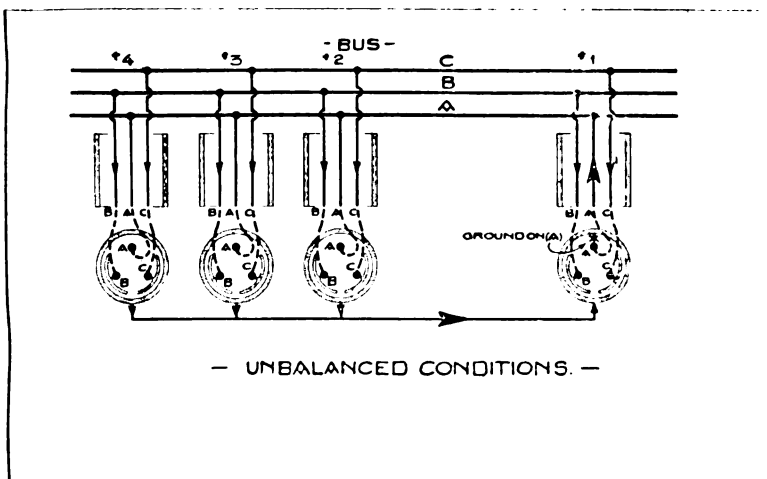 - BUS -
#4 #3 #2 C #1
B
A
B A C B A C B A C B A C
GROUND ON (A)
A A A A
C C C C
B B B B
— UNBALANCED CONDITIONS. —